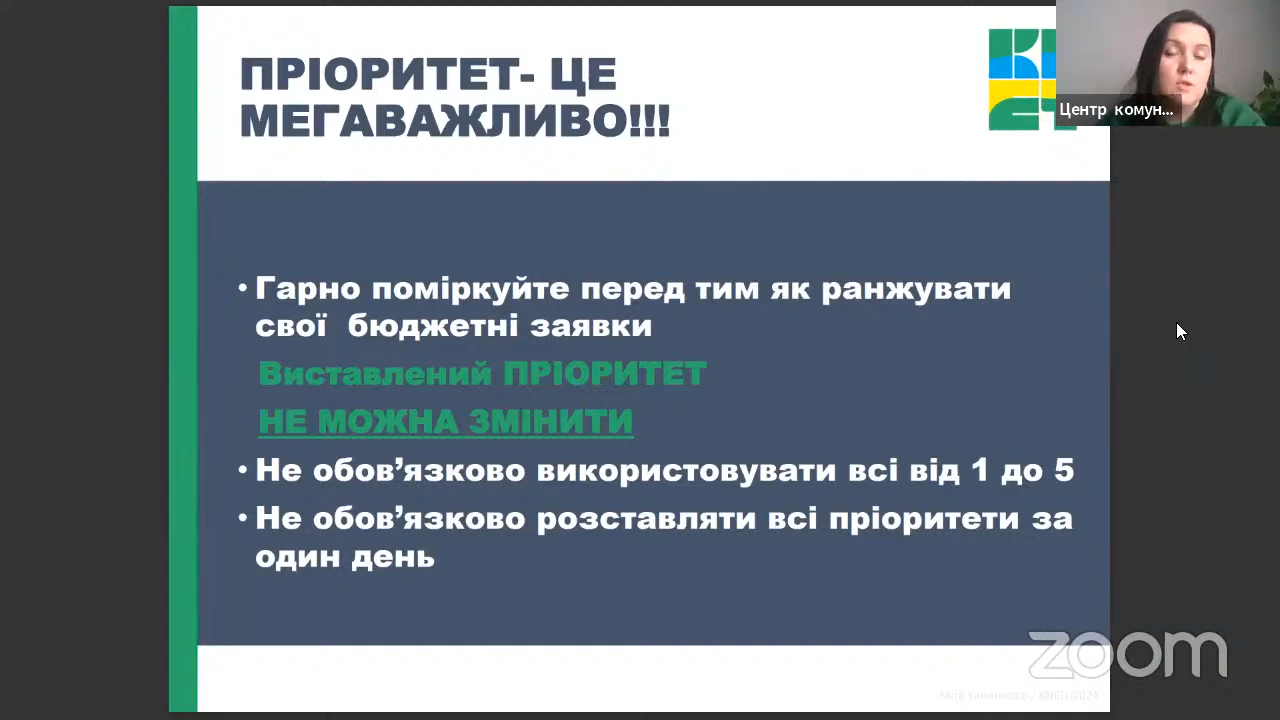 ПРІОРИТЕТ- ЦЕ
МЕГАВАЖЛИВО!!!
Центр комун...
• Гарно поміркуйте перед тим як ранжувати
свої бюджетні заявки
Виставлений ПРІОРИТЕТ
НЕ МОЖНА ЗМІНИТИ
• Не обов’язково використовувати всі від 1 до 5
• Не обов’язково розставляти всі пріоритети за
один день
zoom